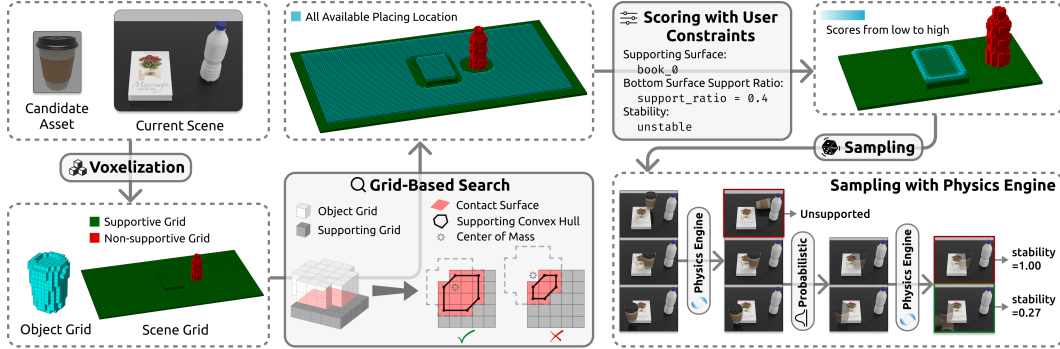 Candidate
Asset
Current Scene
Voxelization
Supportive Grid
Non-supportive Grid
Object Grid
Scene Grid
All Available Placing Location
Grid-Based Search
Object Grid
Supporting Grid
Contact Surface
Supporting Convex Hull
Center of Mass
Scoring with User
Constraints
Supporting Surface:
book_0
Bottom Surface Support Ratio:
support_ratio = 0.4
Stability:
unstable
Scores from low to high
Sampling
Sampling with Physics Engine
Physics Engine
Unsupported
Probabilistic
Physics Engine
stability
=1.00
stability
=0.27